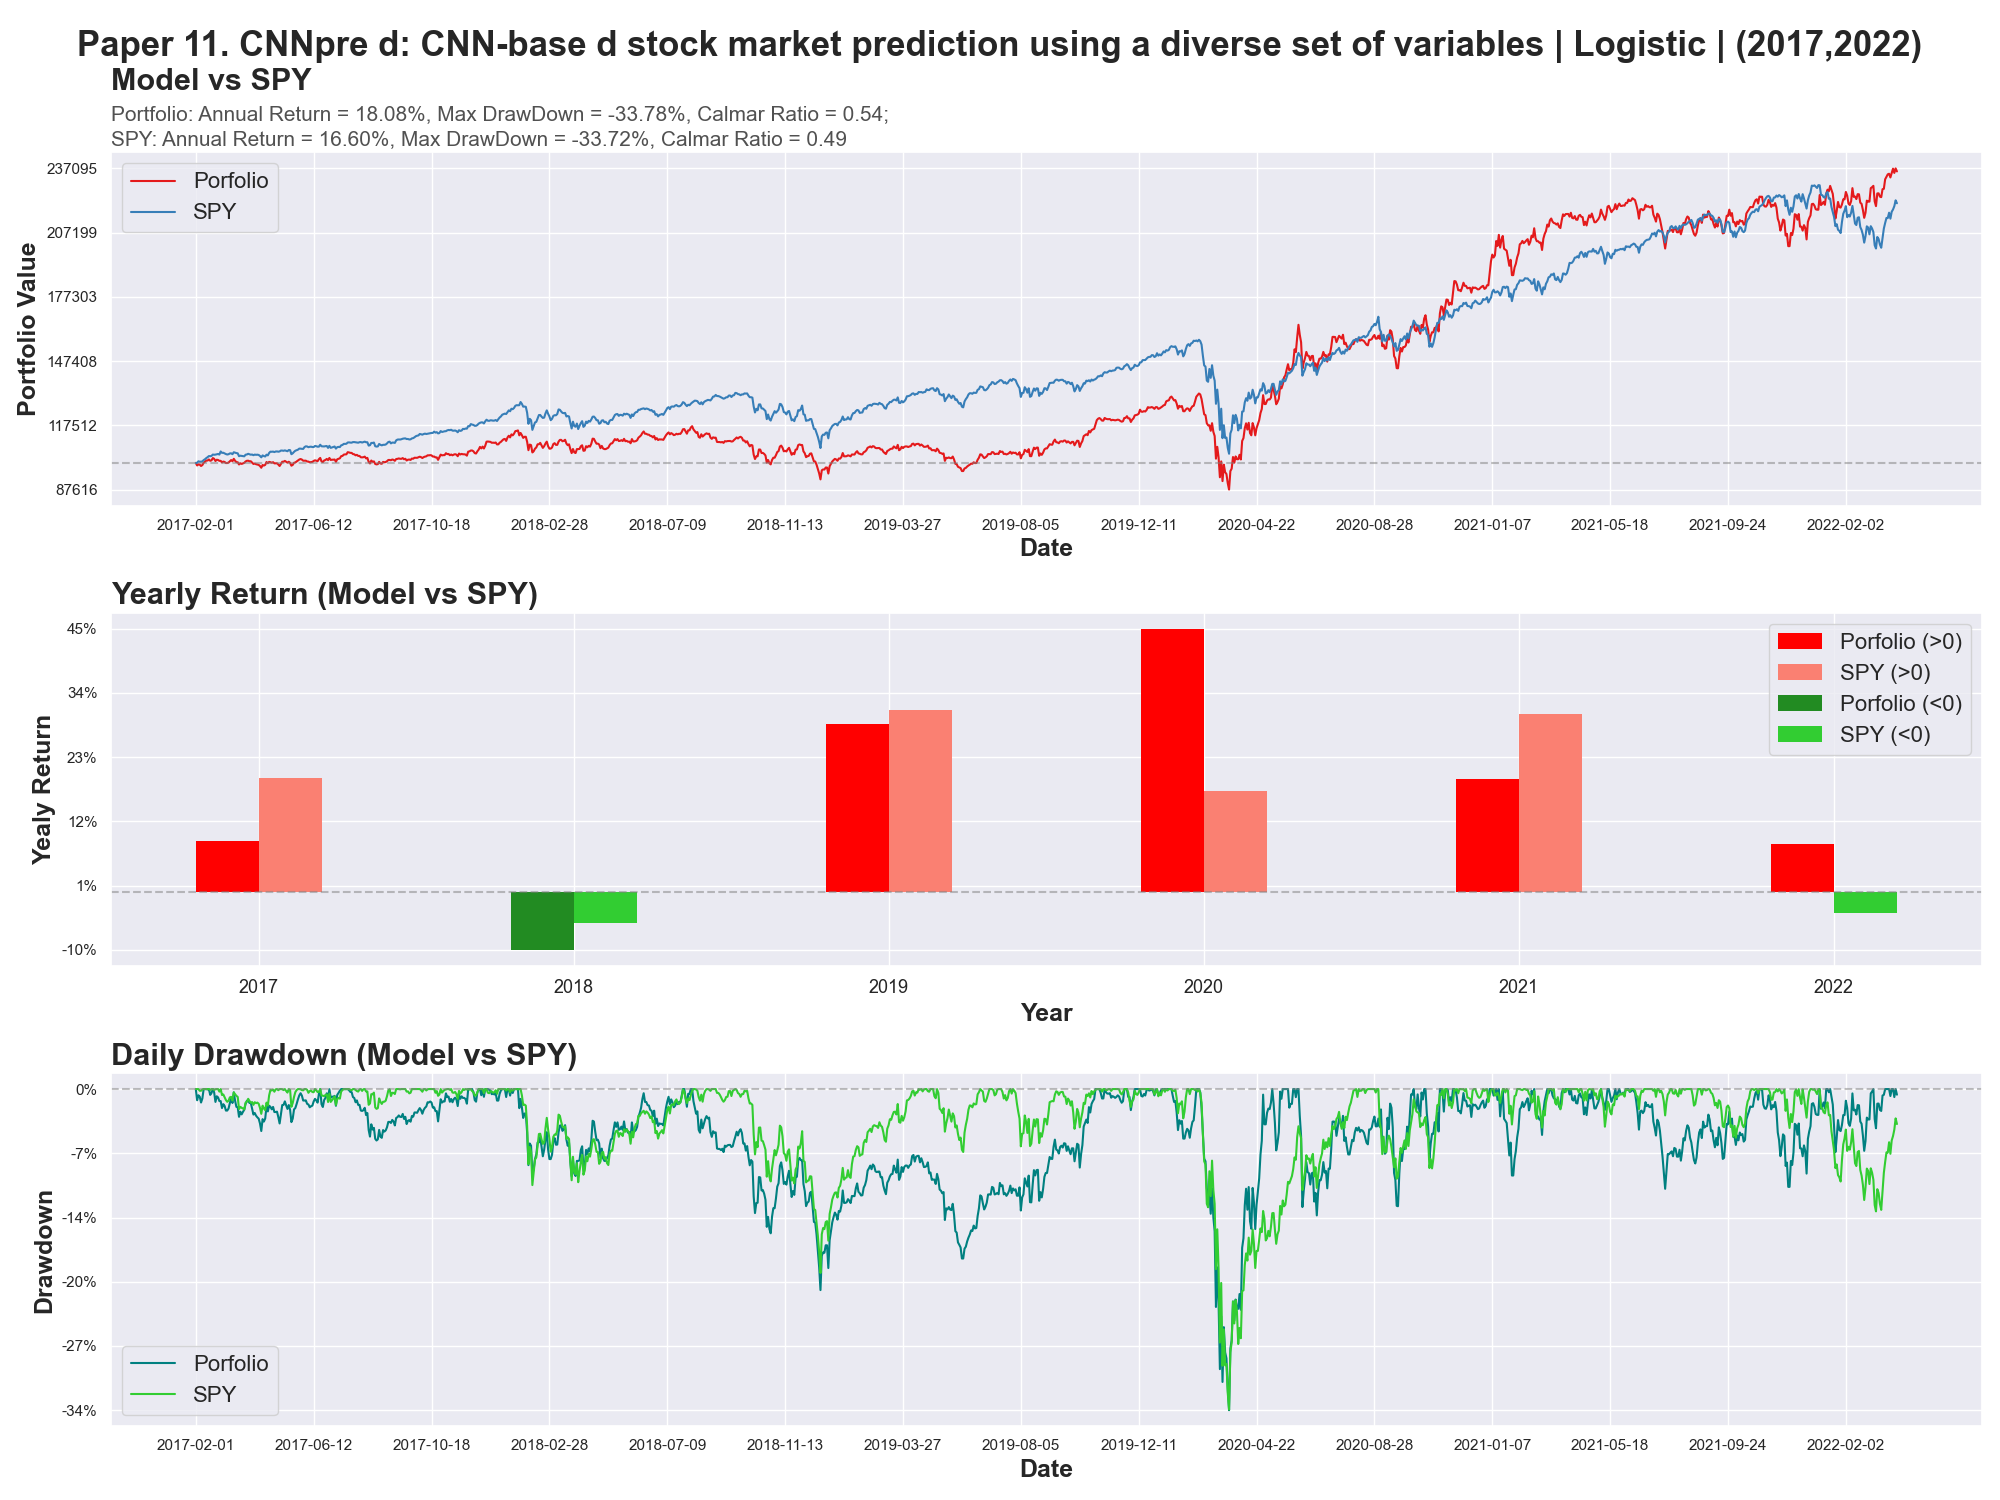 Paper 11. CNNpre d: CNN-base d stock market prediction using a diverse set of variables | Logistic | (2017,2022)
Model vs SPY
Portfolio: Annual Return = 18.08%, Max DrawDown = -33.78%, Calmar Ratio = 0.54;
SPY: Annual Return = 16.60%, Max DrawDown = -33.72%, Calmar Ratio = 0.49
Portfolio Value
237095
207199
177303
147408
117512
87616
Porfolio
SPY
2017-02-01 2017-06-12 2017-10-18 2018-02-28 2018-07-09 2018-11-13 2019-03-27 2019-08-05 2019-12-11 2020-04-22 2020-08-28 2021-01-07 2021-05-18 2021-09-24 2022-02-02
Date
Yearly Return (Model vs SPY)
Yealy Return
45%
34%
23%
12%
1%
-10%
Porfolio (>0)
SPY (>0)
Porfolio (<0)
SPY (<0)
2017 2018 2019 2020 2021 2022
Year
Daily Drawdown (Model vs SPY)
Drawdown
0%
-7%
-14%
-20%
-27%
-34%
Porfolio
SPY
2017-02-01 2017-06-12 2017-10-18 2018-02-28 2018-07-09 2018-11-13 2019-03-27 2019-08-05 2019-12-11 2020-04-22 2020-08-28 2021-01-07 2021-05-18 2021-09-24 2022-02-02
Date